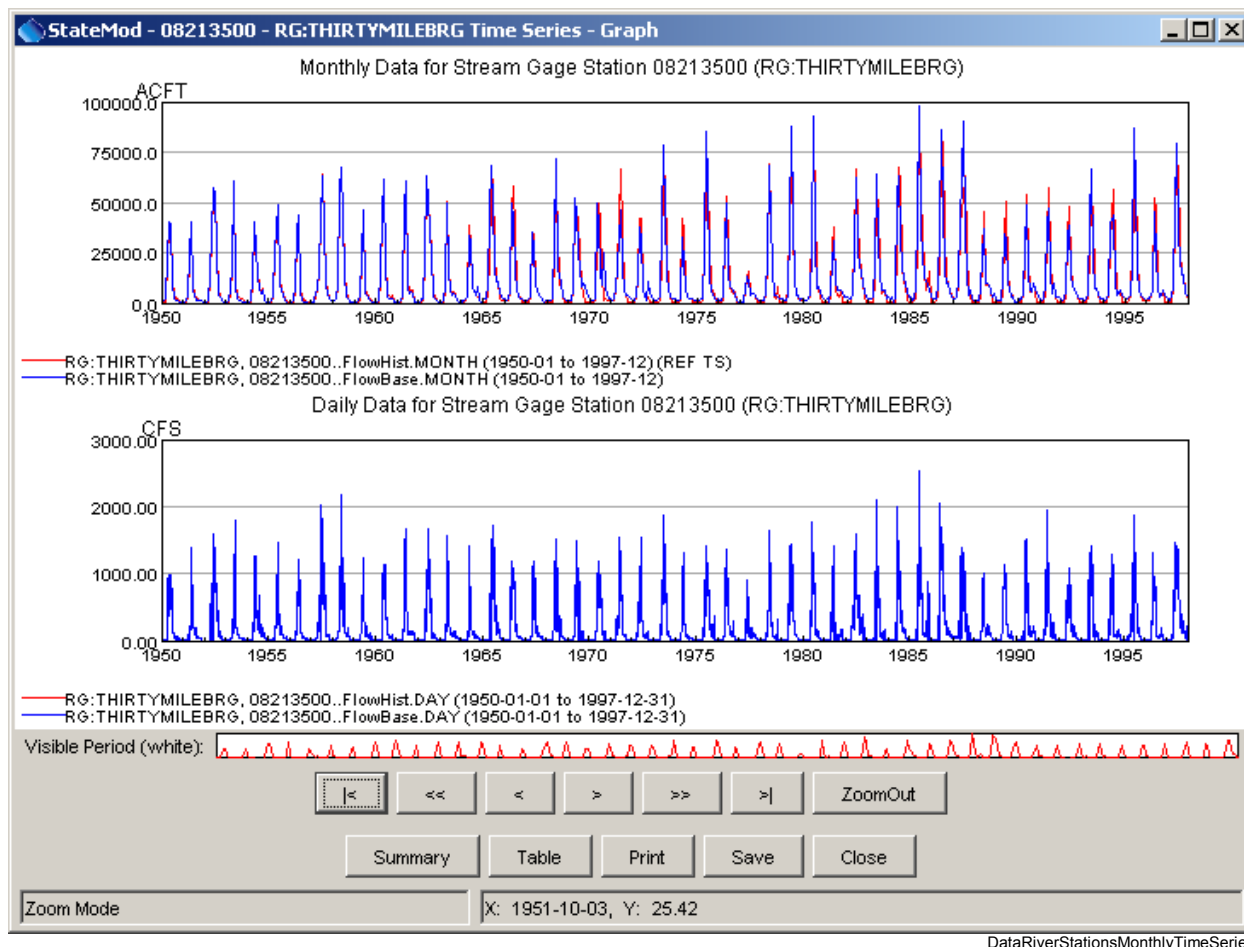 StateMod - 08213500 - RG:THIRTYMILEBRG Time Series - Graph
Monthly Data for Stream Gage Station 08213500 (RG:THIRTYMILEBRG)
ACFT
100000.0
75000.0
50000.0
25000.0
0.0
1950 1955 1960 1965 1970 1975 1980 1985 1990 1995
RG:THIRTYMILEBRG, 08213500..FlowHist.MONTH (1950-01 to 1997-12) (REF TS)
RG:THIRTYMILEBRG, 08213500..FlowBase.MONTH (1950-01 to 1997-12)
Daily Data for Stream Gage Station 08213500 (RG:THIRTYMILEBRG)
CFS
3000.00
2000.00
1000.00
0.00
1950 1955 1960 1965 1970 1975 1980 1985 1990 1995
RG:THIRTYMILEBRG, 08213500..FlowHist.DAY (1950-01-01 to 1997-12-31)
RG:THIRTYMILEBRG, 08213500..FlowBase.DAY (1950-01-01 to 1997-12-31)
Visible Period (white):
|< << < > >> >| ZoomOut
Summary Table Print Save Close
Zoom Mode X: 1951-10-03, Y: 25.42
DataRiverStationsMonthlyTimeSerie